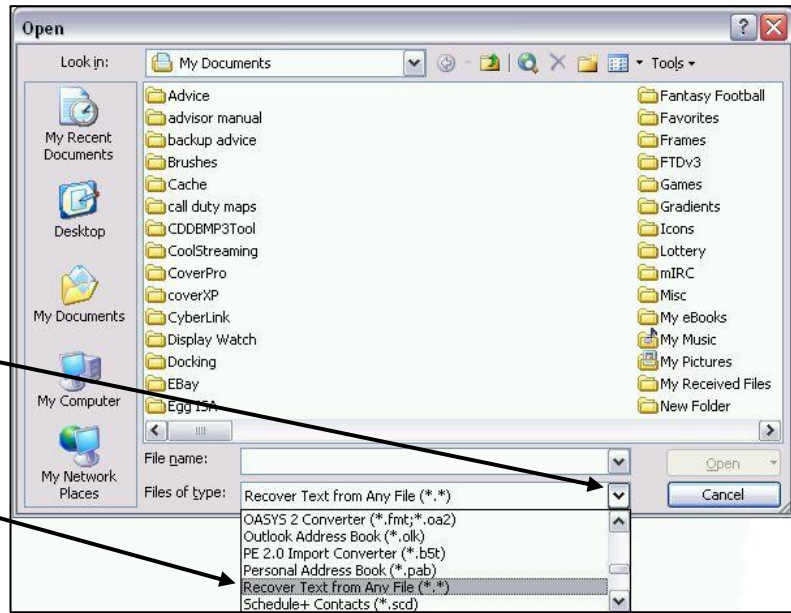 Open
Look in: My Documents Tools
My Recent
Documents
Desktop
My Documents
My Computer
My Network
Places
Advice
advisor manual
backup advice
Brushes
Cache
call duty maps
CDDBMP3Tool
CoolStreaming
CoverPro
coverXP
CyberLink
Display Watch
Docking
EBay
Egg ISA
Fantasy Football
Favorites
Frames
FTDv3
Games
Gradients
Icons
Lottery
mIRC
Misc
My eBooks
My Music
My Pictures
My Received Files
New Folder
File name: Open
Files of type: Recover Text from Any File (*.*) Cancel
OASYS 2 Converter (*.fmt;*.oa2)
Outlook Address Book (*.olk)
PE 2.0 Import Converter (*.b5t)
Personal Address Book (*.pab)
Recover Text from Any File (*.*)
Schedule+ Contacts (*.scd)